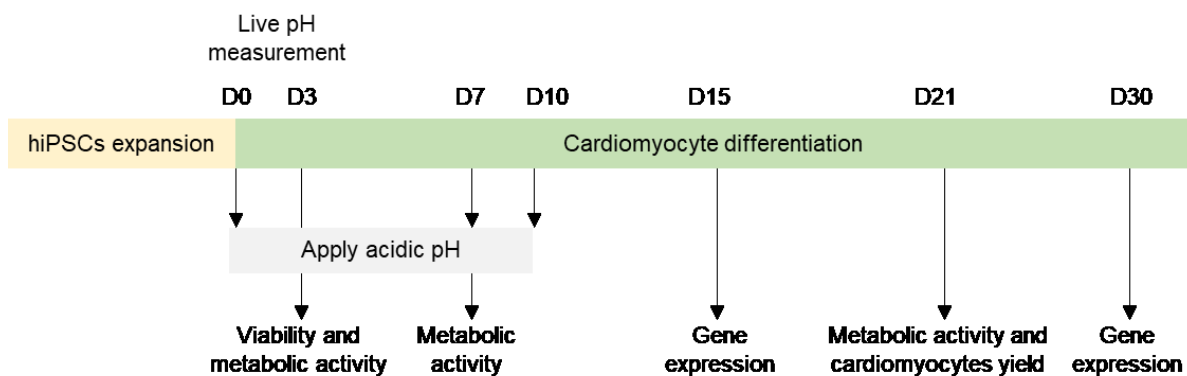 Live pH
measurement
D0 D3 D7 D10 D15 D21 D30
hiPSCs expansion Cardiomyocyte differentiation
Apply acidic pH
Viability and
metabolic activity
Metabolic
activity
Gene
expression
Metabolic activity and
cardiomyocytes yield
Gene
expression